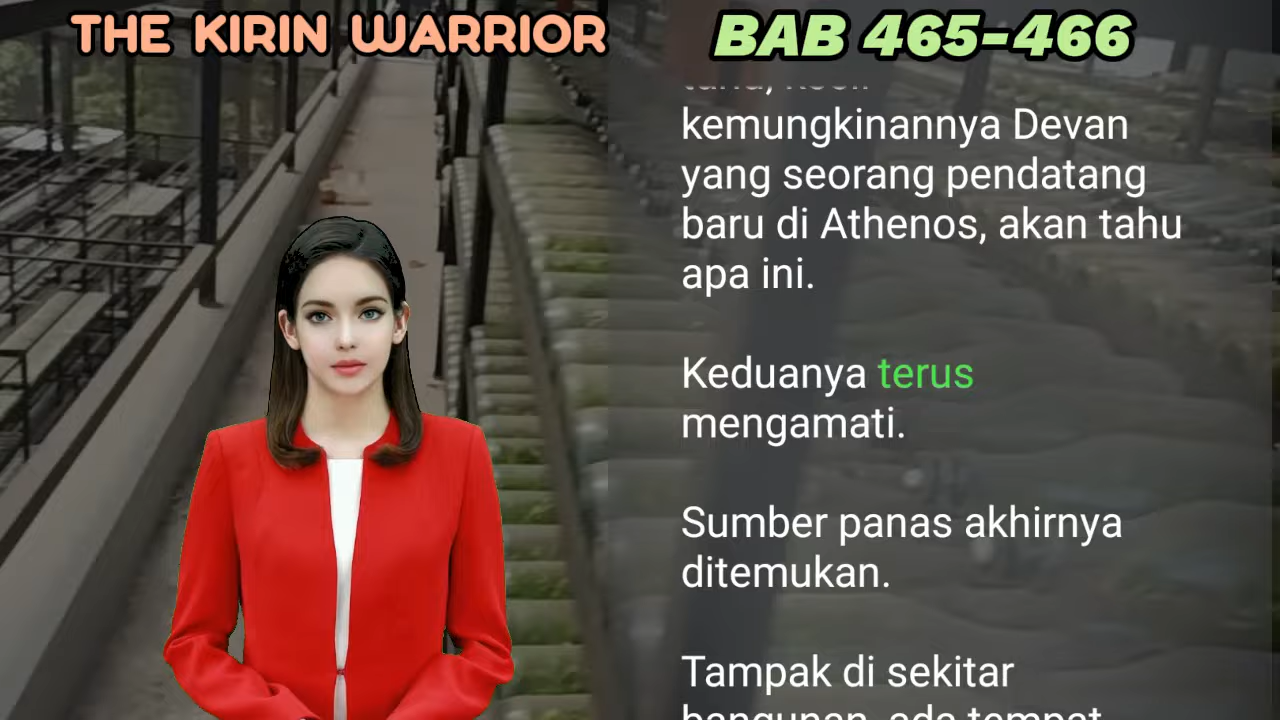 THE KIRIN WARRIOR
BAB 465-466
kemungkinannya Devan
yang seorang pendatang
baru di Athenos, akan tahu
apa ini.
Keduanya terus
mengamati.
Sumber panas akhirnya
ditemukan.
Tampak di sekitar